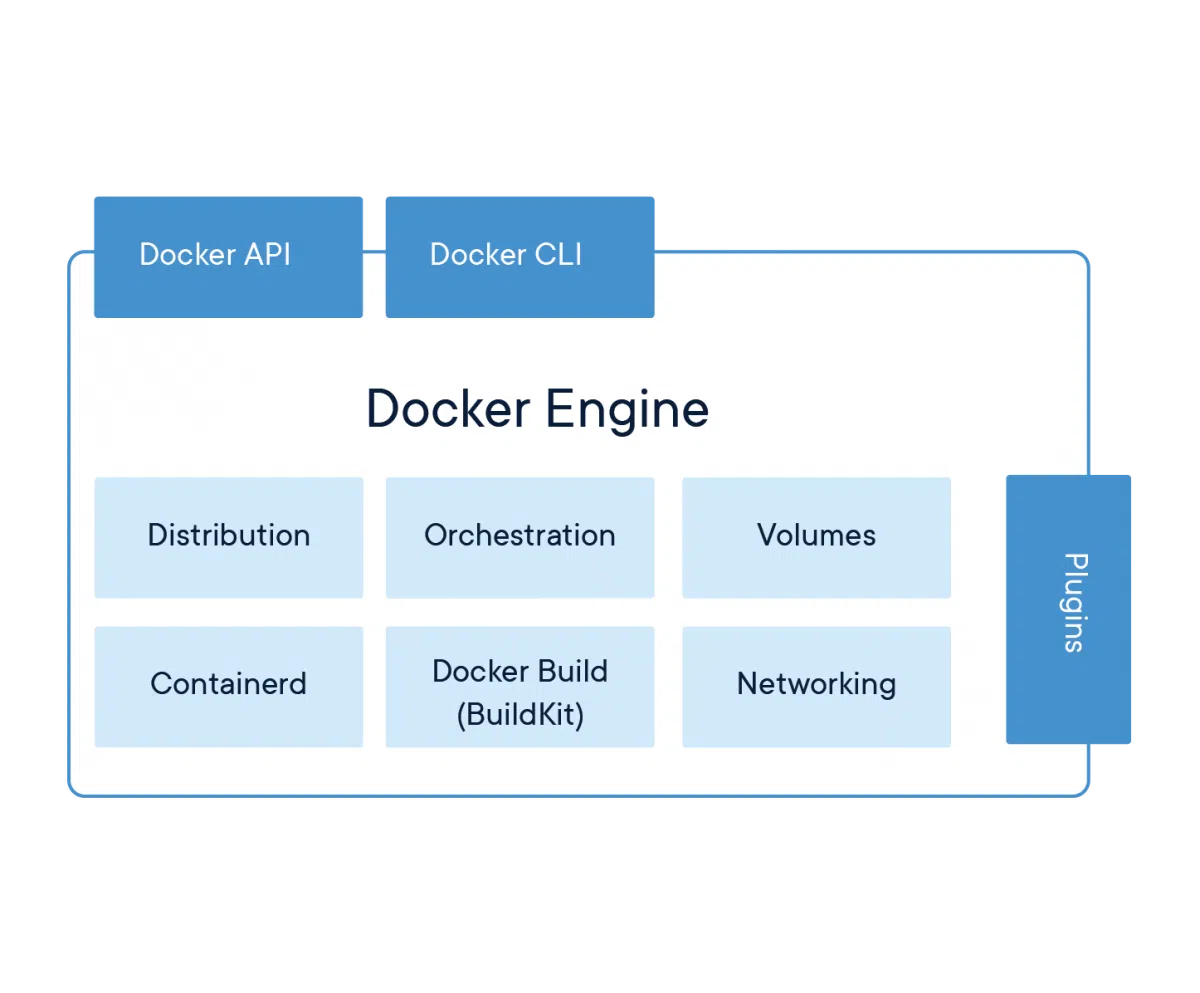 Docker API
Docker CLI
Docker Engine
Distribution
Orchestration
Volumes
Containerd
Docker Build
(BuildKit)
Networking
Plugins